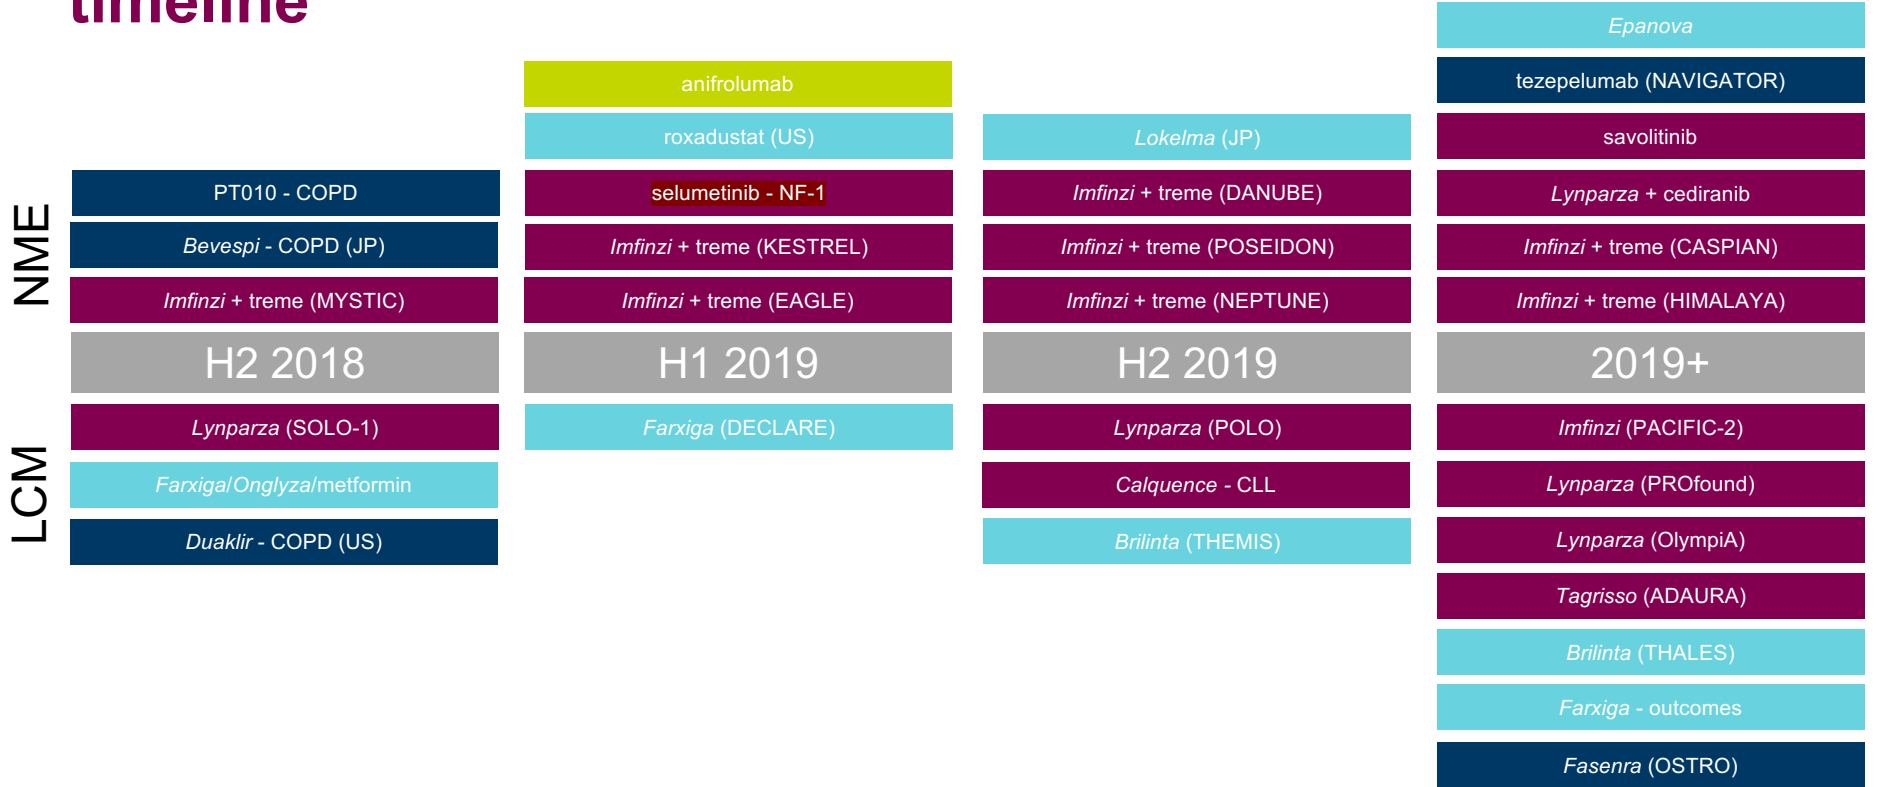 timeline
NME
PT010 - COPD
Bevespi - COPD (JP)
Imfinzi + treme (MYSTIC)
H2 2018
LCM
Lynparza (SOLO-1)
Farxiga/Onglyza/metformin
Duaklir - COPD (US)
anifrolumab
roxadustat (US)
selumetinib - NF-1
Imfinzi + treme (KESTREL)
Imfinzi + treme (EAGLE)
H1 2019
Farxiga (DECLARE)
Lokelma (JP)
Imfinzi + treme (DANUBE)
Imfinzi + treme (POSEIDON)
Imfinzi + treme (NEPTUNE)
H2 2019
Lynparza (POLO)
Calquence - CLL
Brilinta (THEMIS)
Epanova
tezepelumab (NAVIGATOR)
savolitinib
Lynparza + cediranib
Imfinzi + treme (CASPIAN)
Imfinzi + treme (HIMALAYA)
2019+
Imfinzi (PACIFIC-2)
Lynparza (PROfound)
Lynparza (OlympiA)
Tagrisso (ADAURA)
Brilinta (THALES)
Farxiga - outcomes
Fasenra (OSTRO)